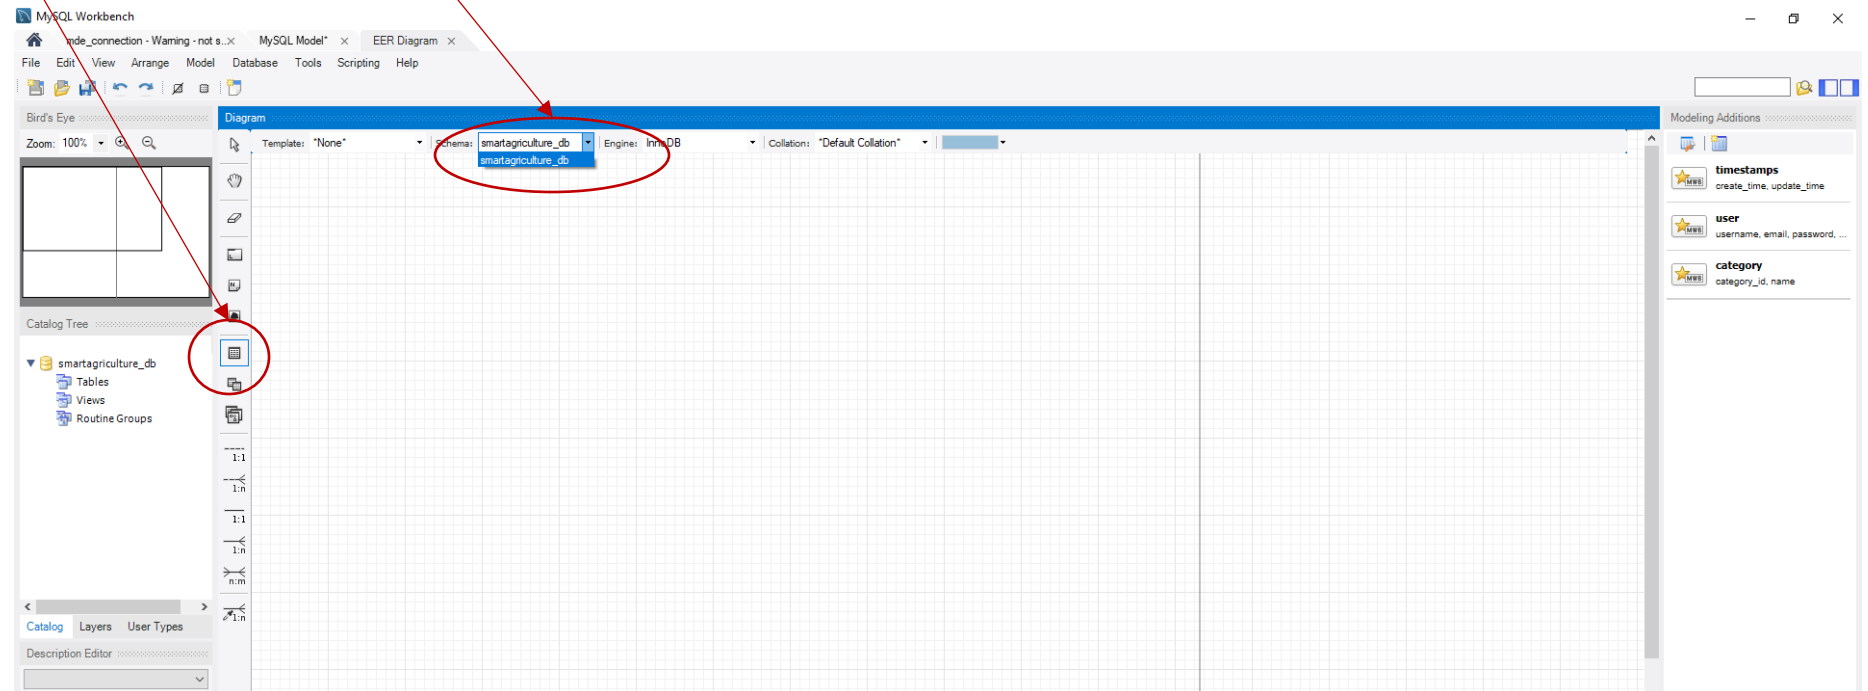 MySQL Workbench
mde_connection - Warning - not s..× MySQL Model* × EER Diagram ×
File Edit View Arrange Model Database Tools Scripting Help
Bird's Eye
Diagram
Modeling Additions
Zoom: 100%
Template: *None* Schema: smartagriculture_db Engine: InnoDB Collation: *Default Collation*
smartagriculture_db
timestamps
create_time, update_time
user
username, email, password, ...
category
category_id, name
Catalog Tree
smartagriculture_db
Tables
Views
Routine Groups
1:1
1:n
1:1
1:n
n:m
1:n
Catalog Layers User Types
Description Editor